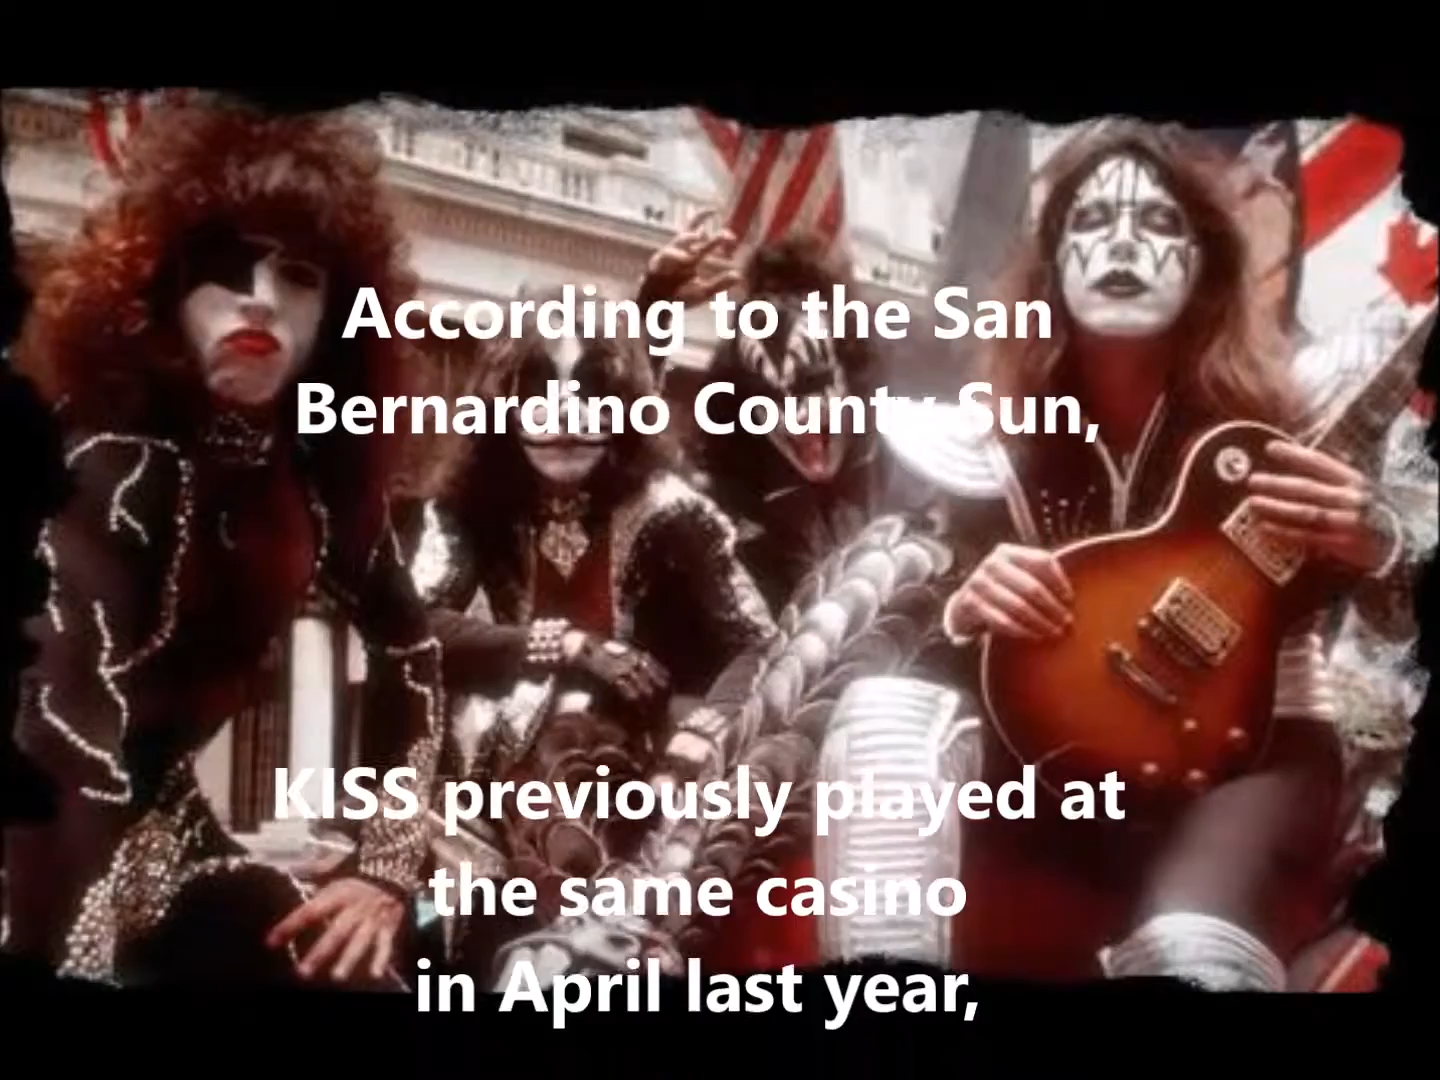 According to the San
Bernardino County Sun,
KISS previously played at
the same casino
in April last year,